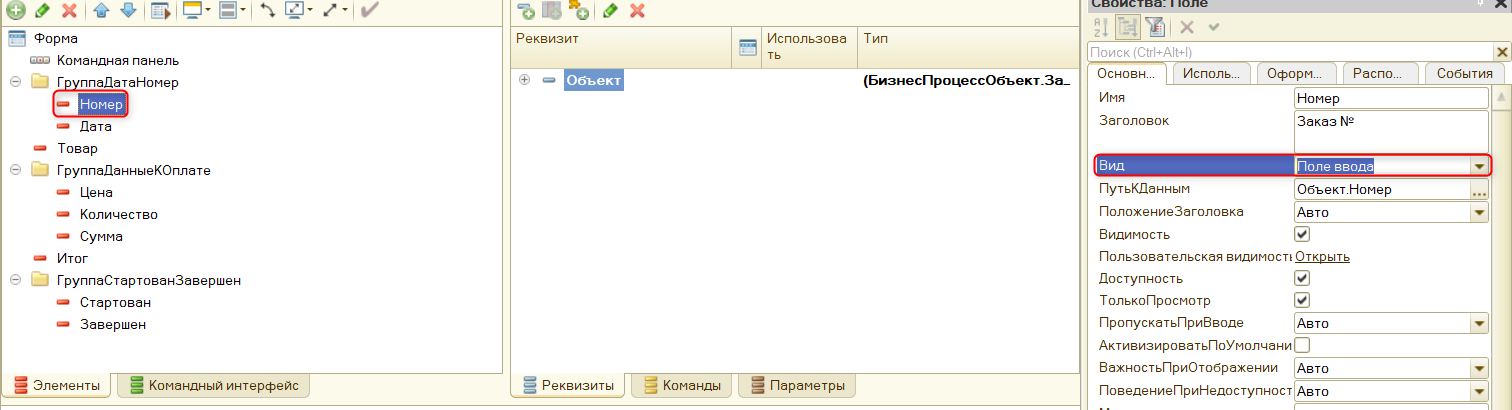 Свойства: Поле
Реквизит
Использова
ть
Тип
Форма
Командная панель
ГруппаДатаНомер
Номер
Дата
Товар
ГруппаДанныеКОплате
Цена
Количество
Сумма
Итог
ГруппаСтартованЗавершен
Стартован
Завершен
Элементы
Командный интерфейс
Объект
(БизнесПроцессОбъект.За...
Реквизиты
Команды
Параметры
Поиск (Ctrl+Alt+I)
Основн...
Исполь...
Оформ...
Распо...
События
Имя
Номер
Заголовок
Заказ №
Вид
Поле ввода
ПутьКДанным
Объект.Номер
...
ПоложениеЗаголовка
Авто
Видимость
Пользовательская видимость
Открыть
Доступность
ТолькоПросмотр
ПропускатьПриВводе
Авто
АктивизироватьПоУмолчани
ВажностьПриОтображении
Авто
ПоведениеПриНедоступност
Авто